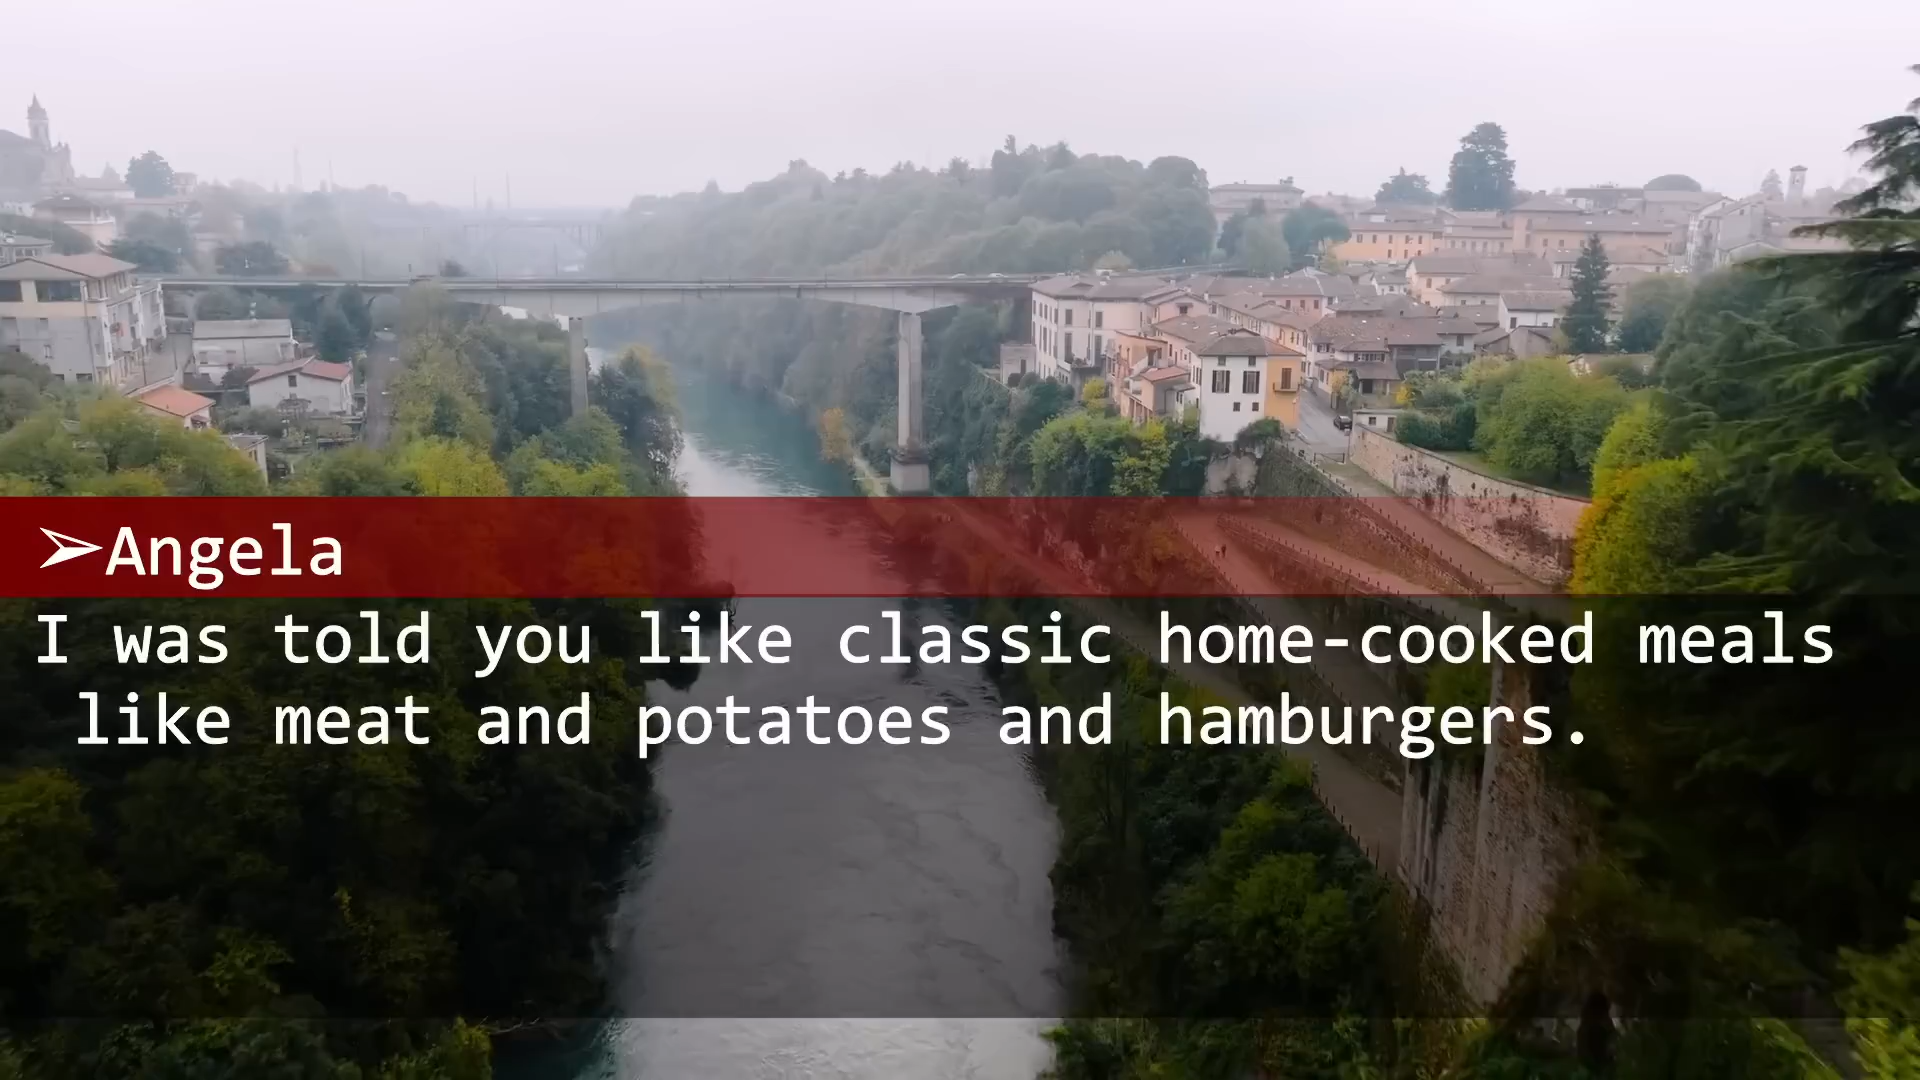 ➢Angela
I was told you like classic home-cooked meals
like meat and potatoes and hamburgers.